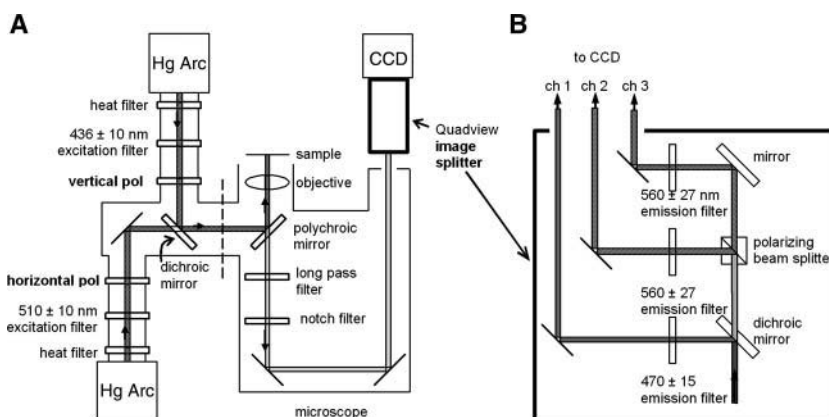 A
Hg Arc
heat filter
436 ± 10 nm
excitation filter
vertical pol
horizontal pol
510 ± 10 nm
excitation filter
heat filter
Hg Arc
dichroic
mirror
sample
objective
polychroic
mirror
long pass
filter
notch filter
microscope
CCD
Quadview
image
splitter
B
to CCD
ch 1
ch 2
ch 3
mirror
560 ± 27 nm
emission filter
polarizing
beam splitte
560 ± 27
emission filter
dichroic
mirror
470 ± 15
emission filter